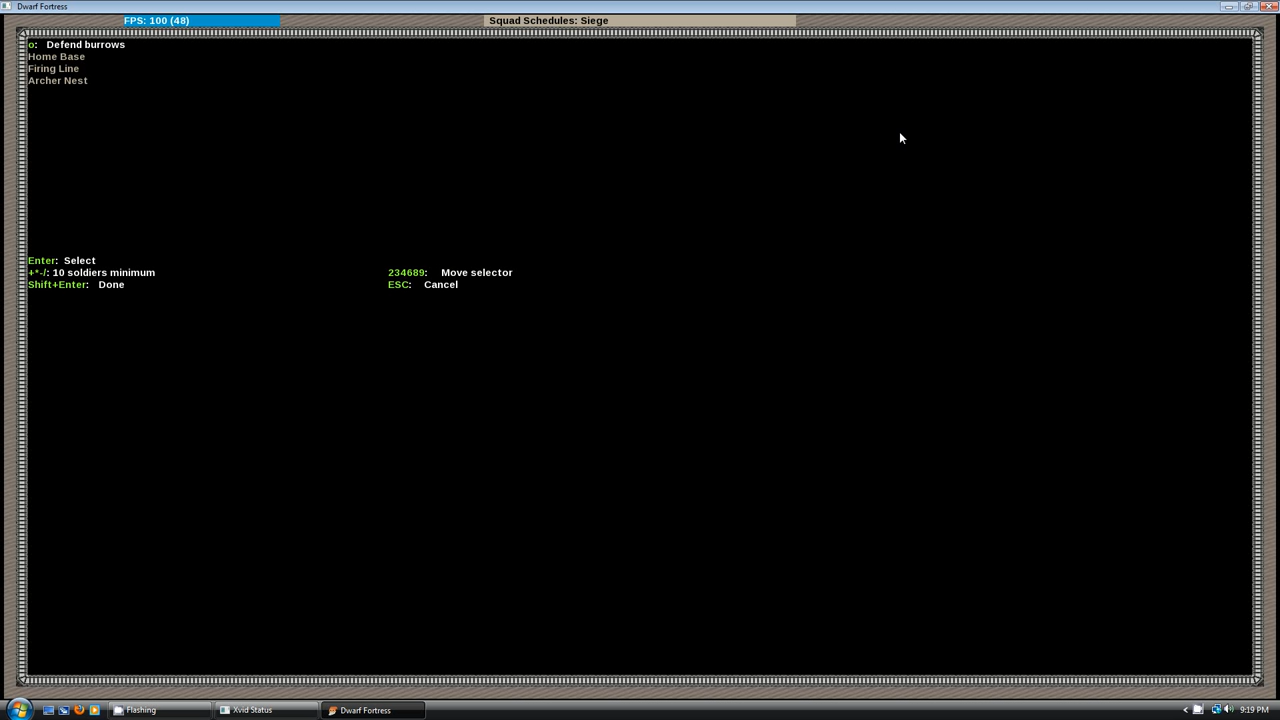 Dwarf Fortress
FPS: 100 (48)
Squad Schedules: Siege
o: Defend burrows
Home Base
Firing Line
Archer Nest
Enter: Select
+*-/: 10 soldiers minimum
234689: Move selector
Shift+Enter: Done
ESC: Cancel
Flashing
Xvid Status
Dwarf Fortress
9:19 PM